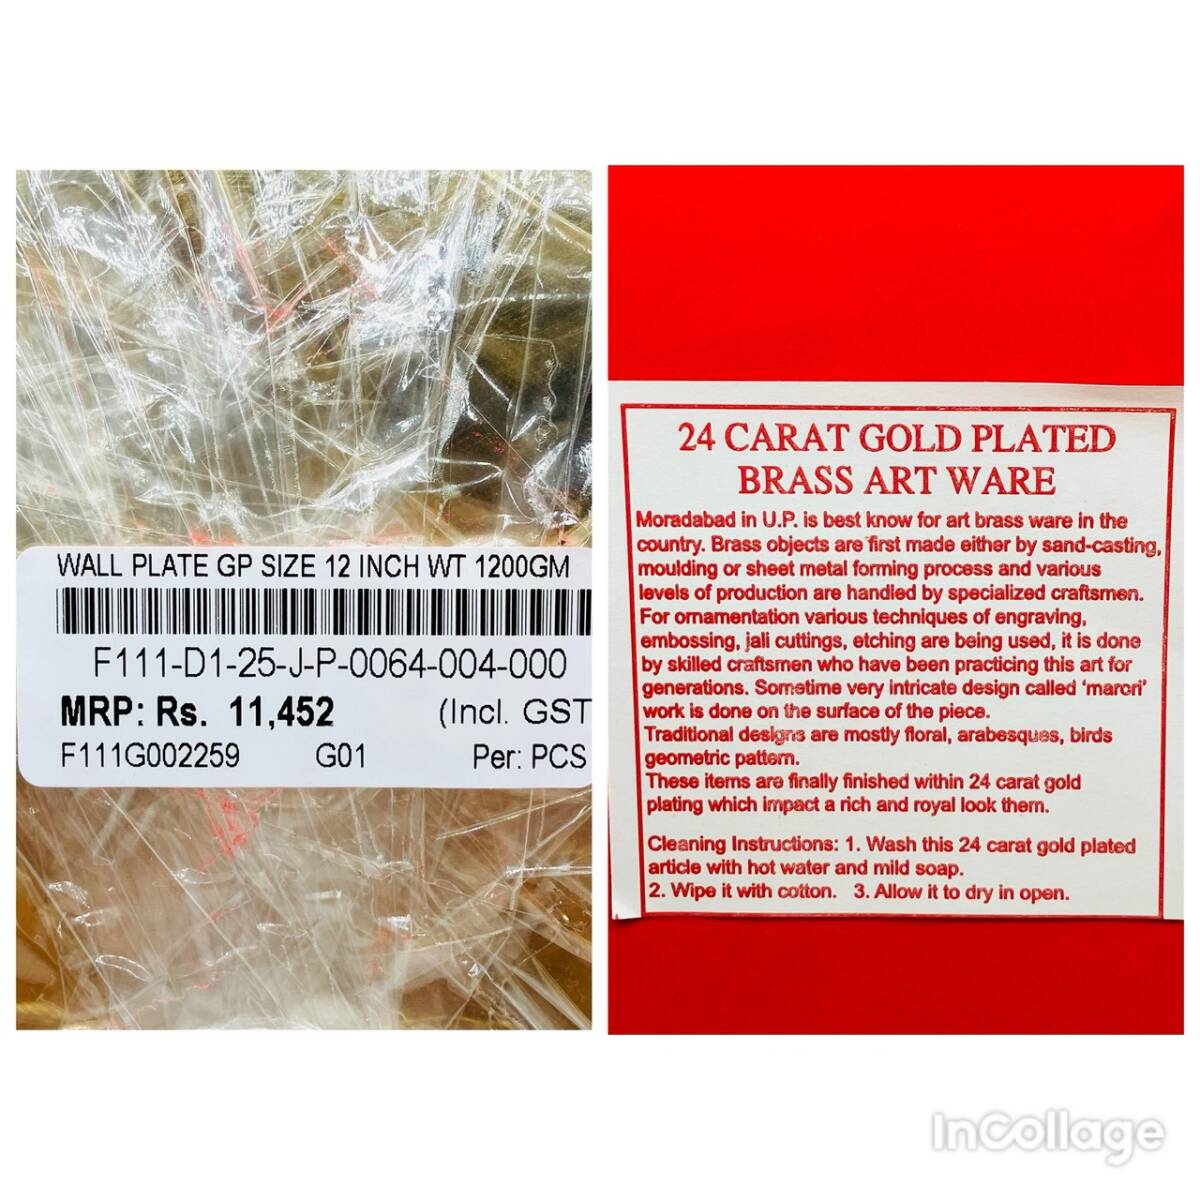 WALL PLATE GP SIZE 12 INCH WT 1200GM
F111-D1-25-J-P-0064-004-000
MRP: Rs. 11,452 (Incl. GST
F111G002259 G01 Per: PCS
24 CARAT GOLD PLATED
BRASS ART WARE
Moradabad in U.P. is best know for art brass ware in the
country. Brass objects are first made either by sand-casting,
moulding or sheet metal forming process and various
levels of production are handled by specialized craftsmen.
For ornamentation various techniques of engraving,
embossing, jali cuttings, etching are being used, it is done
by skilled craftsmen who have been practicing this art for
generations. Sometime very intricate design called 'marori'
work is done on the surface of the piece.
Traditional designs are mostly floral, arabesques, birds
geometric pattern.
These items are finally finished within 24 carat gold
plating which impact a rich and royal look them.
Cleaning Instructions: 1. Wash this 24 carat gold plated
article with hot water and mild soap.
2. Wipe it with cotton. 3. Allow it to dry in open.
InCollage